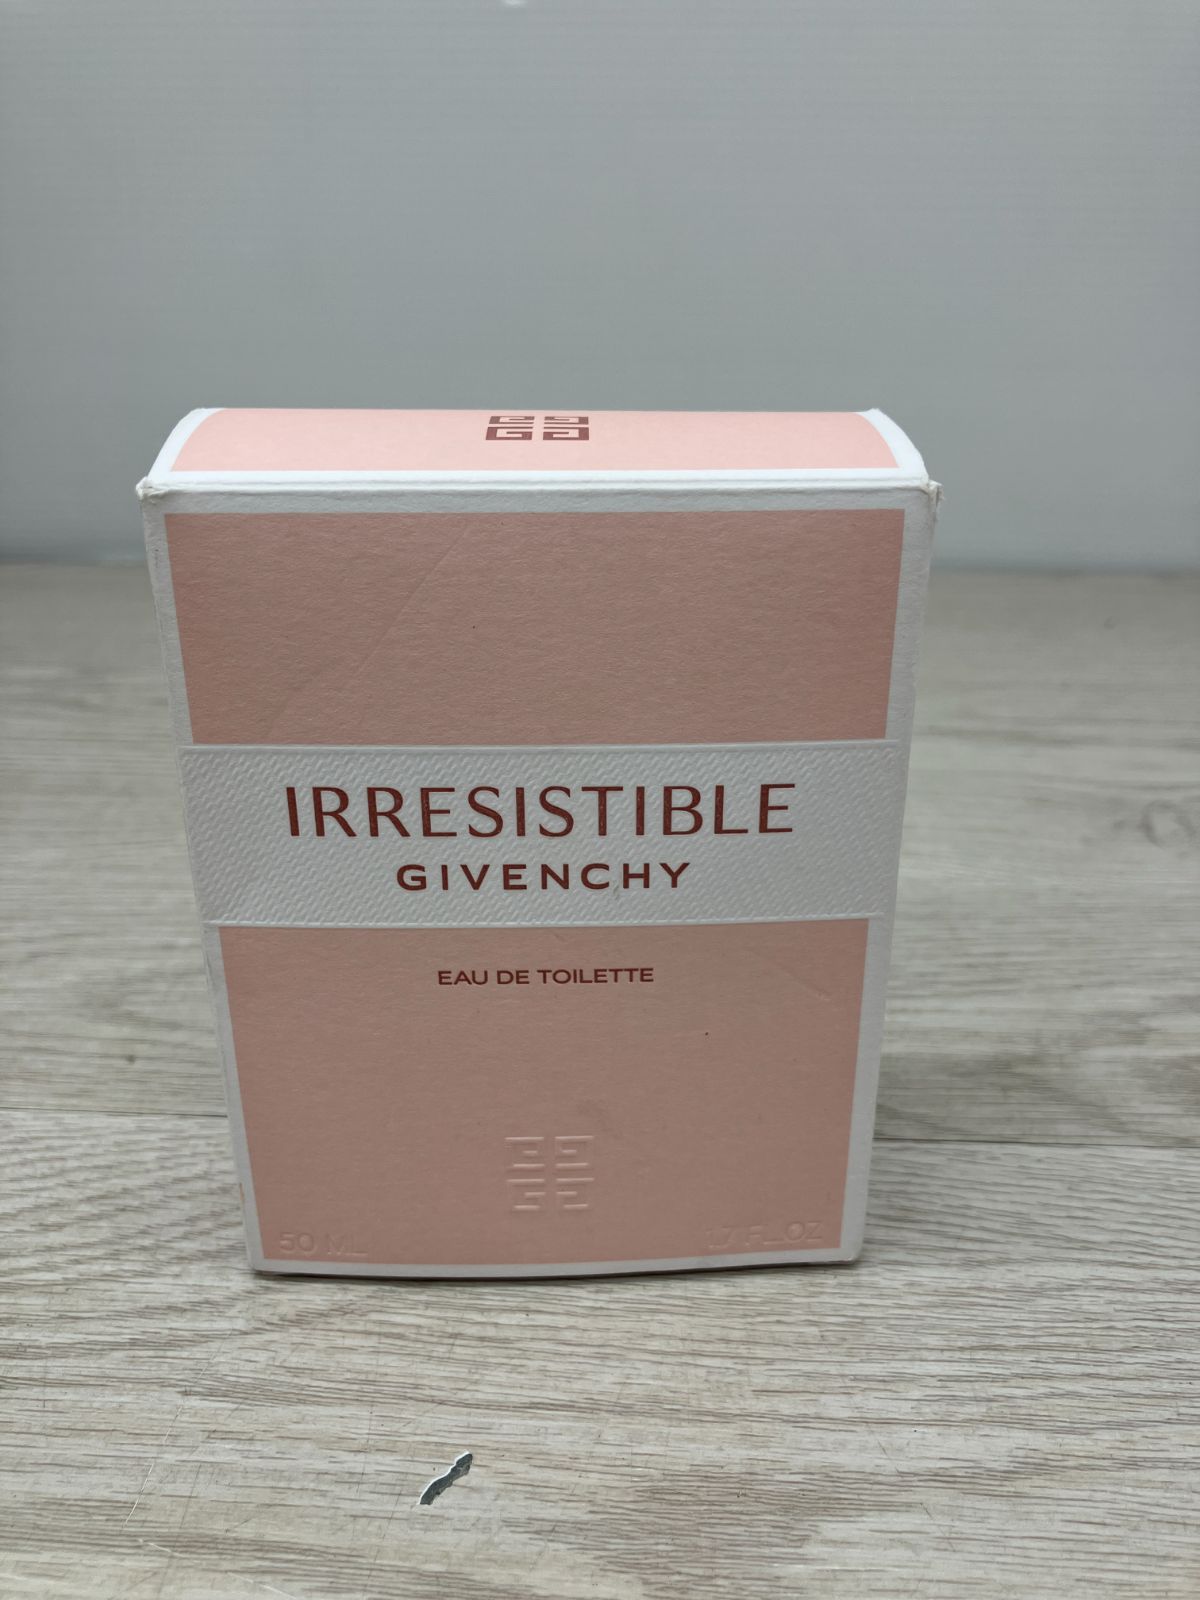 IRRESISTIBLE
GIVENCHY
EAU DE TOILETTE
50 ML 1.7 FL. OZ